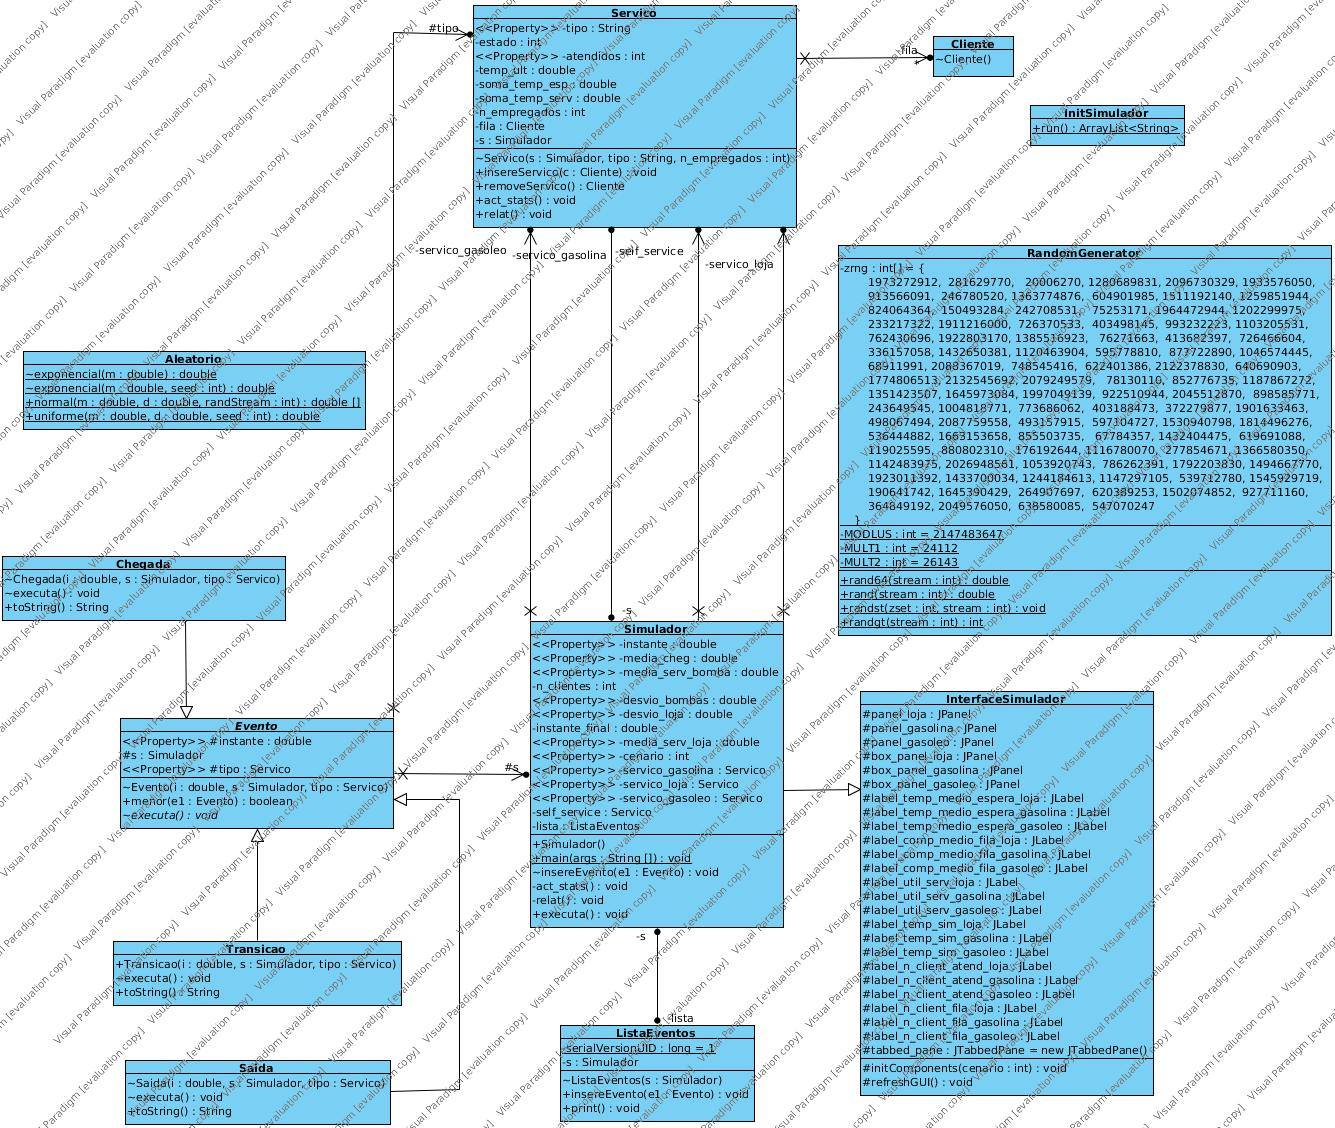 Servico
<<Property>> -tipo : String
-estado : int
<<Property>> -atendidos : int
-temp_ult : double
-soma_temp_esp : double
-soma_temp_serv : double
-n_empregados : int
-fila : Cliente
-s : Simulador
~Servico(s : Simulador, tipo : String, n_empregados : int)
+insereServico(c : Cliente) : void
+removeServico() : Cliente
+act_stats() : void
+relat() : void
#tipo
-fila
*
Cliente
~Cliente()
InitSimulador
+run() : ArrayList<String>
-servico_gasoleo
-servico_gasolina
-self_service
-servico_loja
RandomGenerator
-zrng : int[] = {
1973272912, 281629770, 20006270, 1280689831, 2096730329, 1933576050,
913566091, 246780520, 1363774876, 604901985, 1511192140, 1259851944,
824064364, 150493284, 242708531, 75253171, 1964472944, 1202299975,
233217322, 1911216000, 726370533, 403498145, 993232223, 1103205531,
762430696, 1922803170, 1385516923, 76271663, 413682397, 726466604,
336157058, 1432650381, 1120463904, 595778810, 877722890, 1046574445,
68911991, 2088367019, 748545416, 622401386, 2122378830, 640690903,
1774806513, 2132545692, 2079249579, 78130110, 852776735, 1187867272,
1351423507, 1645973084, 1997049139, 922510944, 2045512870, 898585771,
243649545, 1004818771, 773686062, 403188473, 372279877, 1901633463,
498067494, 2087759558, 493157915, 597104727, 1530940798, 1814496276,
536444882, 1663153658, 855503735, 67784357, 1432404475, 619691088,
119025595, 880802310, 176192644, 1116780070, 277854671, 1366580350,
1142483975, 2026948561, 1053920743, 786262391, 1792203830, 1494667770,
1923011392, 1433700034, 1244184613, 1147297105, 539712780, 1545929719,
190641742, 1645390429, 264907697, 620389253, 1502074852, 927711160,
364849192, 2049576050, 638580085, 547070247
}
-MODLUS : int = 2147483647
-MULT1 : int = 24112
-MULT2 : int = 26143
+rand64(stream : int) : double
+rand(stream : int) : double
+randst(zset : int, stream : int) : void
+randgt(stream : int) : int
Aleatorio
~exponencial(m : double) : double
~exponencial(m : double, seed : int) : double
+normal(m : double, d : double, randStream : int) : double []
+uniforme(m : double, d : double, seed : int) : double
Chegada
~Chegada(i : double, s : Simulador, tipo : Servico)
~executa() : void
+toString() : String
Evento
<<Property>> #instante : double
#s : Simulador
<<Property>> #tipo : Servico
~Evento(i : double, s : Simulador, tipo : Servico)
+menor(e1 : Evento) : boolean
~executa() : void
#s
-s
Simulador
<<Property>> -instante : double
<<Property>> -media_cheg : double
<<Property>> -media_serv_bomba : double
-n_clientes : int
<<Property>> -desvio_bombas : double
<<Property>> -desvio_loja : double
-instante_final : double
<<Property>> -media_serv_loja : double
<<Property>> -cenario : int
<<Property>> -servico_gasolina : Servico
<<Property>> -servico_loja : Servico
<<Property>> -servico_gasoleo : Servico
-self_service : Servico
-lista : ListaEventos
+Simulador()
+main(args : String []) : void
~insereEvento(e1 : Evento) : void
-act_stats() : void
-relat() : void
+executa() : void
-s
-lista
InterfaceSimulador
#panel_loja : JPanel
#panel_gasolina : JPanel
#panel_gasoleo : JPanel
#box_panel_loja : JPanel
#box_panel_gasolina : JPanel
#box_panel_gasoleo : JPanel
#label_temp_medio_espera_loja : JLabel
#label_temp_medio_espera_gasolina : JLabel
#label_temp_medio_espera_gasoleo : JLabel
#label_comp_medio_fila_loja : JLabel
#label_comp_medio_fila_gasolina : JLabel
#label_comp_medio_fila_gasoleo : JLabel
#label_util_serv_loja : JLabel
#label_util_serv_gasolina : JLabel
#label_util_serv_gasoleo : JLabel
#label_temp_sim_loja : JLabel
#label_temp_sim_gasolina : JLabel
#label_temp_sim_gasoleo : JLabel
#label_n_client_atend_loja : JLabel
#label_n_client_atend_gasolina : JLabel
#label_n_client_atend_gasoleo : JLabel
#label_n_client_fila_loja : JLabel
#label_n_client_fila_gasolina : JLabel
#label_n_client_fila_gasoleo : JLabel
#tabbed_pane : JTabbedPane = new JTabbedPane()
#initComponents(cenario : int) : void
#refreshGUI() : void
Transicao
+Transicao(i : double, s : Simulador, tipo : Servico)
~executa() : void
+toString() : String
Saida
~Saida(i : double, s : Simulador, tipo : Servico)
~executa() : void
+toString() : String
ListaEventos
-serialVersionUID : long = 1
-s : Simulador
~ListaEventos(s : Simulador)
+insereEvento(e1 : Evento) : void
+print() : void
Visual Paradigm [evaluation copy]